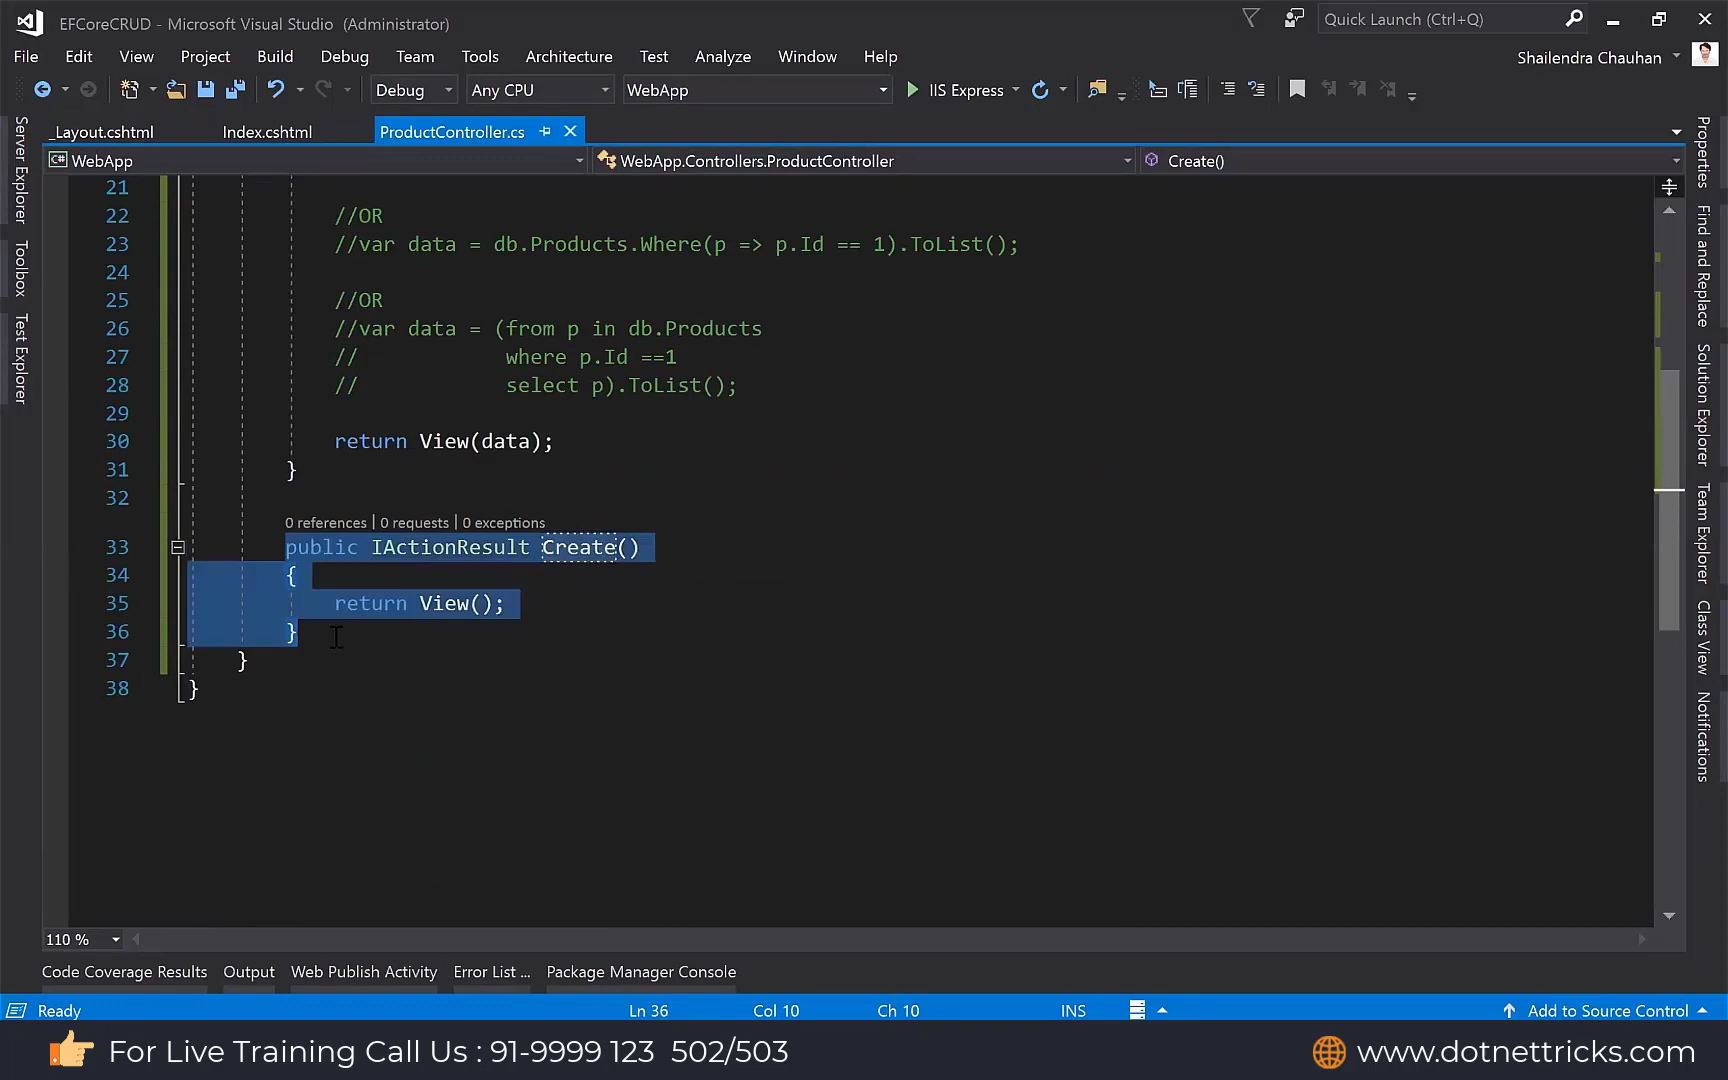 EFCoreCRUD - Microsoft Visual Studio (Administrator)
Quick Launch (Ctrl+Q)
File Edit View Project Build Debug Team Tools Architecture Test Analyze Window Help
Shailendra Chauhan
Debug Any CPU WebApp IIS Express
_Layout.cshtml Index.cshtml ProductController.cs
C# WebApp WebApp.Controllers.ProductController Create()
Server Explorer
Toolbox
Test Explorer
21
22 //OR
23 //var data = db.Products.Where(p => p.Id == 1).ToList();
24
25 //OR
26 //var data = (from p in db.Products
27 // where p.Id ==1
28 // select p).ToList();
29
30 return View(data);
31 }
32
0 references | 0 requests | 0 exceptions
33 public IActionResult Create()
34 {
35 return View();
36 }
37 }
38 }
Properties
Find and Replace
Solution Explorer
Team Explorer
Class View
Notifications
110 %
Code Coverage Results Output Web Publish Activity Error List ... Package Manager Console
Ready Ln 36 Col 10 Ch 10 INS Add to Source Control
For Live Training Call Us : 91-9999 123 502/503
www.dotnettricks.com